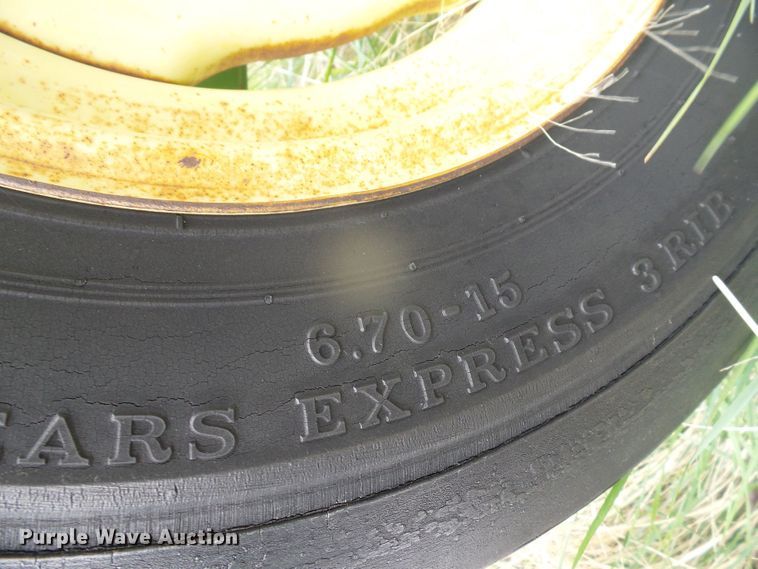 6.70-15
EARS EXPRESS 3 RIB
Purple Wave Auction